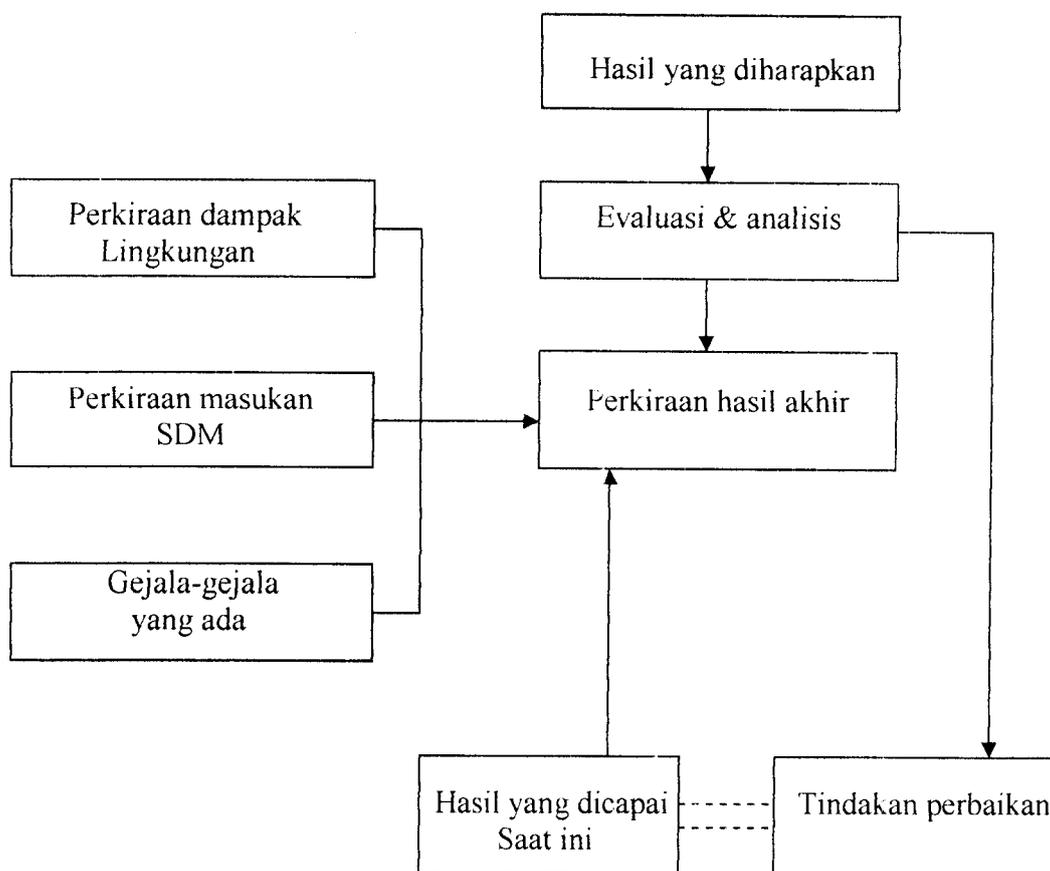 Hasil yang diharapkan
Perkiraan dampak
Lingkungan
Evaluasi & analisis
Perkiraan masukan
SDM
Perkiraan hasil akhir
Gejala-gejala
yang ada
Hasil yang dicapai
Saat ini
Tindakan perbaikan